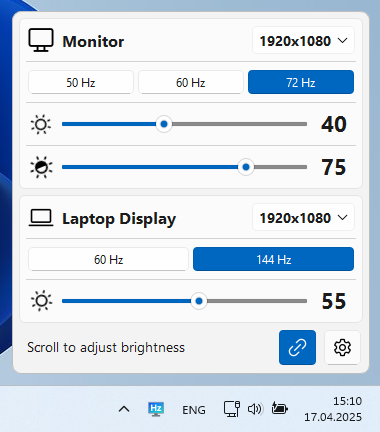 Monitor 1920x1080
50 Hz 60 Hz 72 Hz
40
75
Laptop Display 1920x1080
60 Hz 144 Hz
55
Scroll to adjust brightness
Hz ENG 15:10
17.04.2025